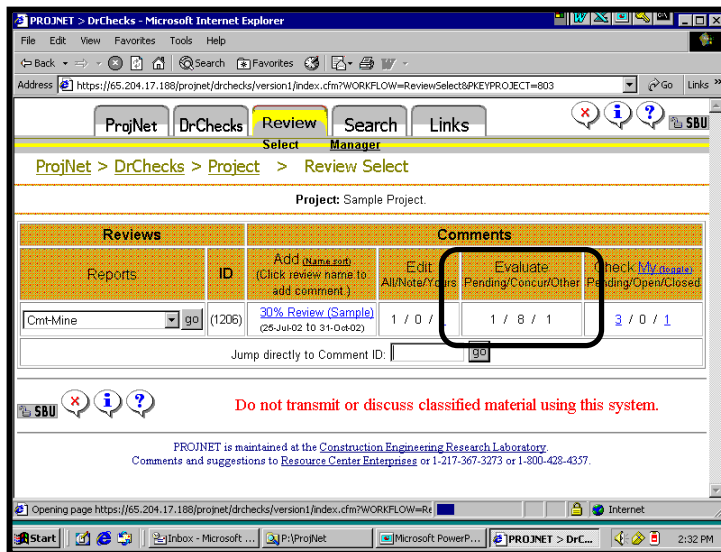 PROJNET > DrChecks - Microsoft Internet Explorer
File Edit View Favorites Tools Help
Back Search Favorites
Address https://65.204.17.188/projnet/drchecks/version1/index.cfm?WORKFLOW=ReviewSelect&PKEYPROJECT=803 Go Links »
ProjNet DrChecks Review Search Links SBU
Select Manager
ProjNet > DrChecks > Project > Review Select
Project: Sample Project.
Reviews Comments
Reports ID Add (Name sort) (Click review name to add comment.) Edit All/Note/Yours Evaluate Pending/Concur/Other Check My (toggle) Pending/Open/Closed
Cmt-Mine go (1206) 30% Review (Sample) (25-Jul-02 to 31-Oct-02) 1 / 0 / 1 / 8 / 1 3 / 0 / 1
Jump directly to Comment ID: go
SBU Do not transmit or discuss classified material using this system.
PROJNET is maintained at the Construction Engineering Research Laboratory.
Comments and suggestions to Resource Center Enterprises or 1-217-367-3273 or 1-800-428-4357.
Opening page https://65.204.17.188/projnet/drchecks/version1/index.cfm?WORKFLOW=Re Internet
Start Inbox - Microsoft ... P:\ProjNet Microsoft PowerP... PROJNET > DrC... 2:32 PM